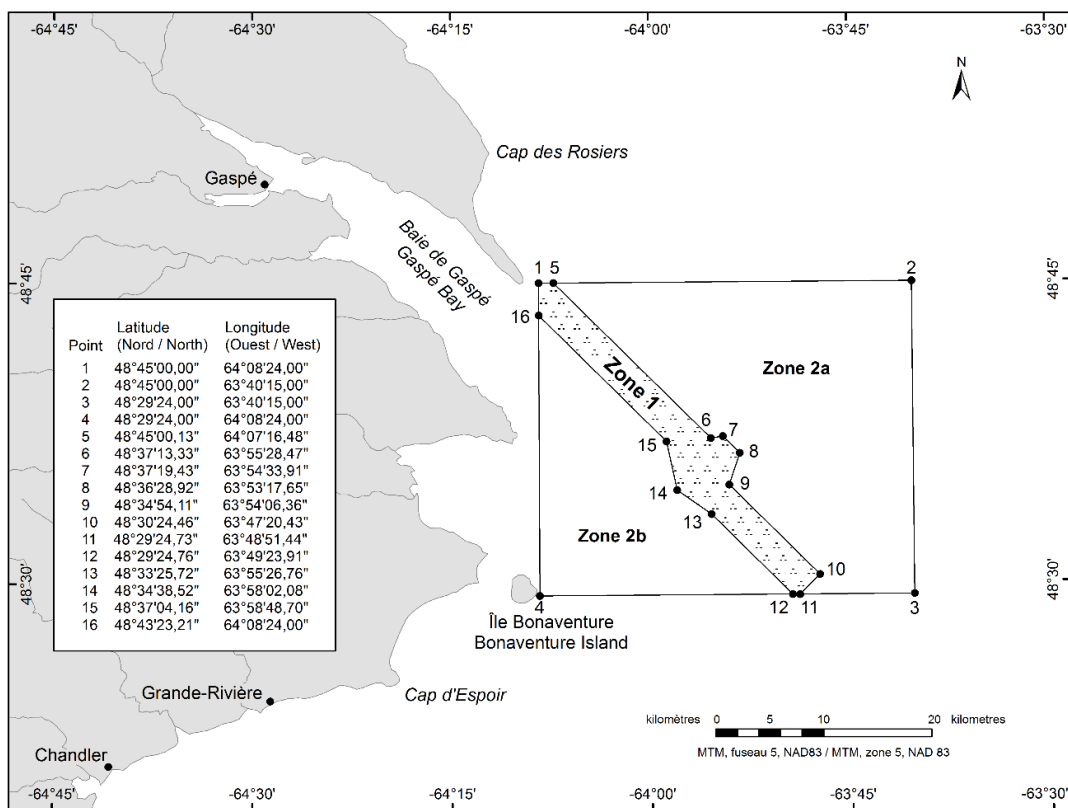 -64°45' -64°30' -64°15' -64°00' -63°45' -63°30'
N
Cap des Rosiers
Gaspé
Baie de Gaspé
Gaspé Bay
48°45'
48°45'
1 5 2
16
Zone 2a
Zone 1
Point Latitude (Nord / North) Longitude (Ouest / West)
1 48°45'00,00" 64°08'24,00"
2 48°45'00,00" 63°40'15,00"
3 48°29'24,00" 63°40'15,00"
4 48°29'24,00" 64°08'24,00"
5 48°45'00,13" 64°07'16,48"
6 48°37'13,33" 63°55'28,47"
7 48°37'19,43" 63°54'33,91"
8 48°36'28,92" 63°53'17,65"
9 48°34'54,11" 63°54'06,36"
10 48°30'24,46" 63°47'20,43"
11 48°29'24,73" 63°48'51,44"
12 48°29'24,76" 63°49'23,91"
13 48°33'25,72" 63°55'26,76"
14 48°34'38,52" 63°58'02,08"
15 48°37'04,16" 63°58'48,70"
16 48°43'23,21" 64°08'24,00"
6 7
15 8
14 9
13
Zone 2b
10
48°30'
48°30'
4 12 11 3
Île Bonaventure
Bonaventure Island
Grande-Rivière
Cap d'Espoir
Chandler
kilomètres 0 5 10 20 kilometres
MTM, fuseau 5, NAD83 / MTM, zone 5, NAD 83
-64°45' -64°30' -64°15' -64°00' -63°45' -63°30'